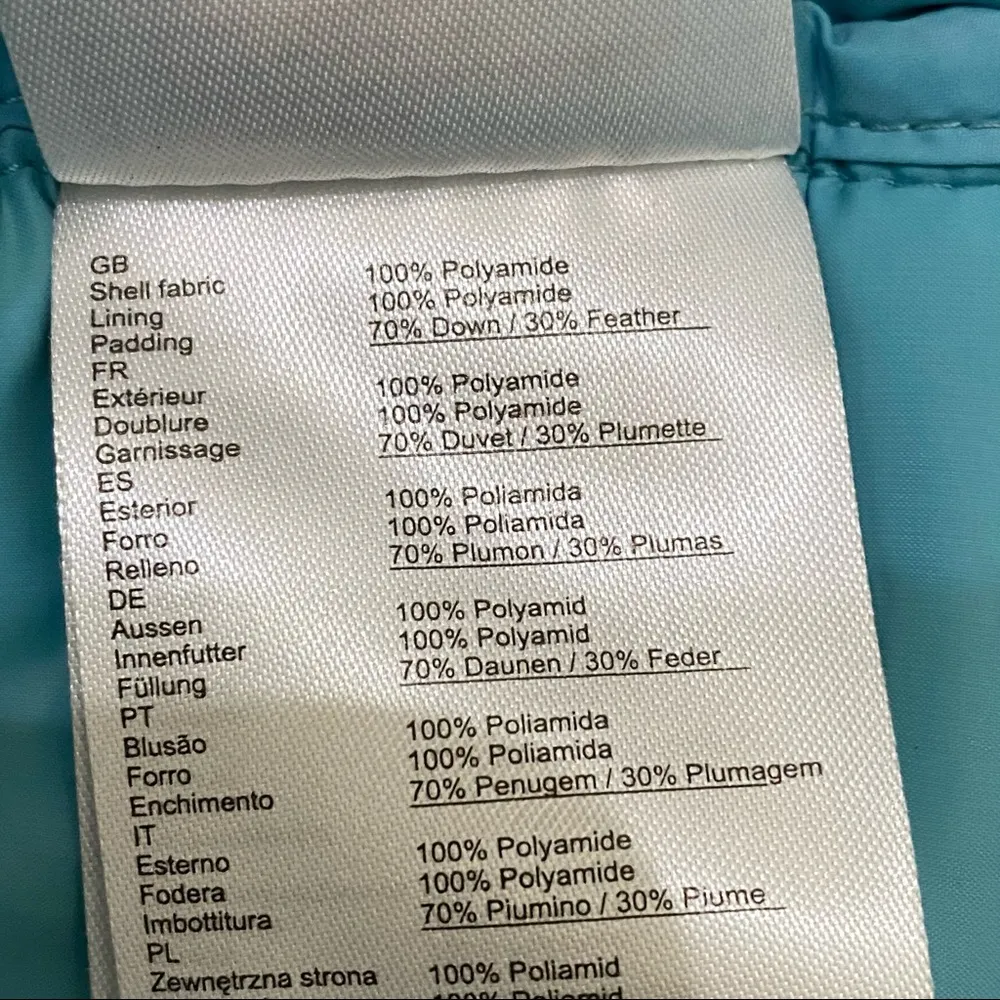 GB
Shell fabric 100% Polyamide
Lining 100% Polyamide
Padding 70% Down / 30% Feather
FR
Extérieur 100% Polyamide
Doublure 100% Polyamide
Garnissage 70% Duvet / 30% Plumette
ES
Esterior 100% Poliamida
Forro 100% Poliamida
Relleno 70% Plumon / 30% Plumas
DE
Aussen 100% Polyamid
Innenfutter 100% Polyamid
Füllung 70% Daunen / 30% Feder
PT
Blusão 100% Poliamida
Forro 100% Poliamida
Enchimento 70% Penugem / 30% Plumagem
IT
Esterno 100% Polyamide
Fodera 100% Polyamide
Imbottitura 70% Piumino / 30% Piume
PL
Zewnętrzna strona 100% Poliamid
100% Poliamid